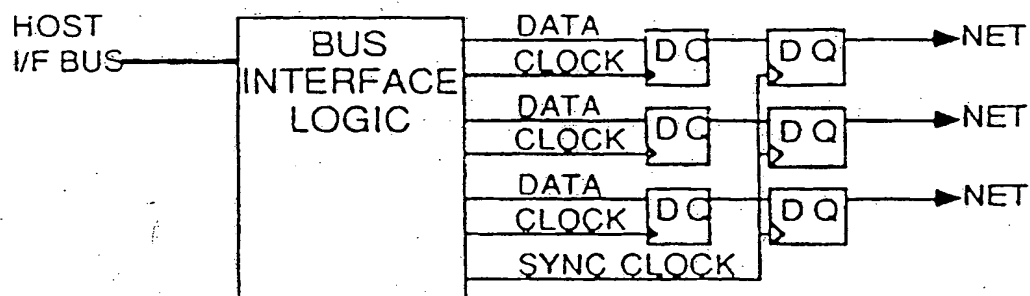 HOST
I/F BUS
BUS
INTERFACE
LOGIC
DATA
CLOCK
D Q
D Q
NET
DATA
CLOCK
D Q
D Q
NET
DATA
CLOCK
D Q
D Q
NET
SYNC CLOCK